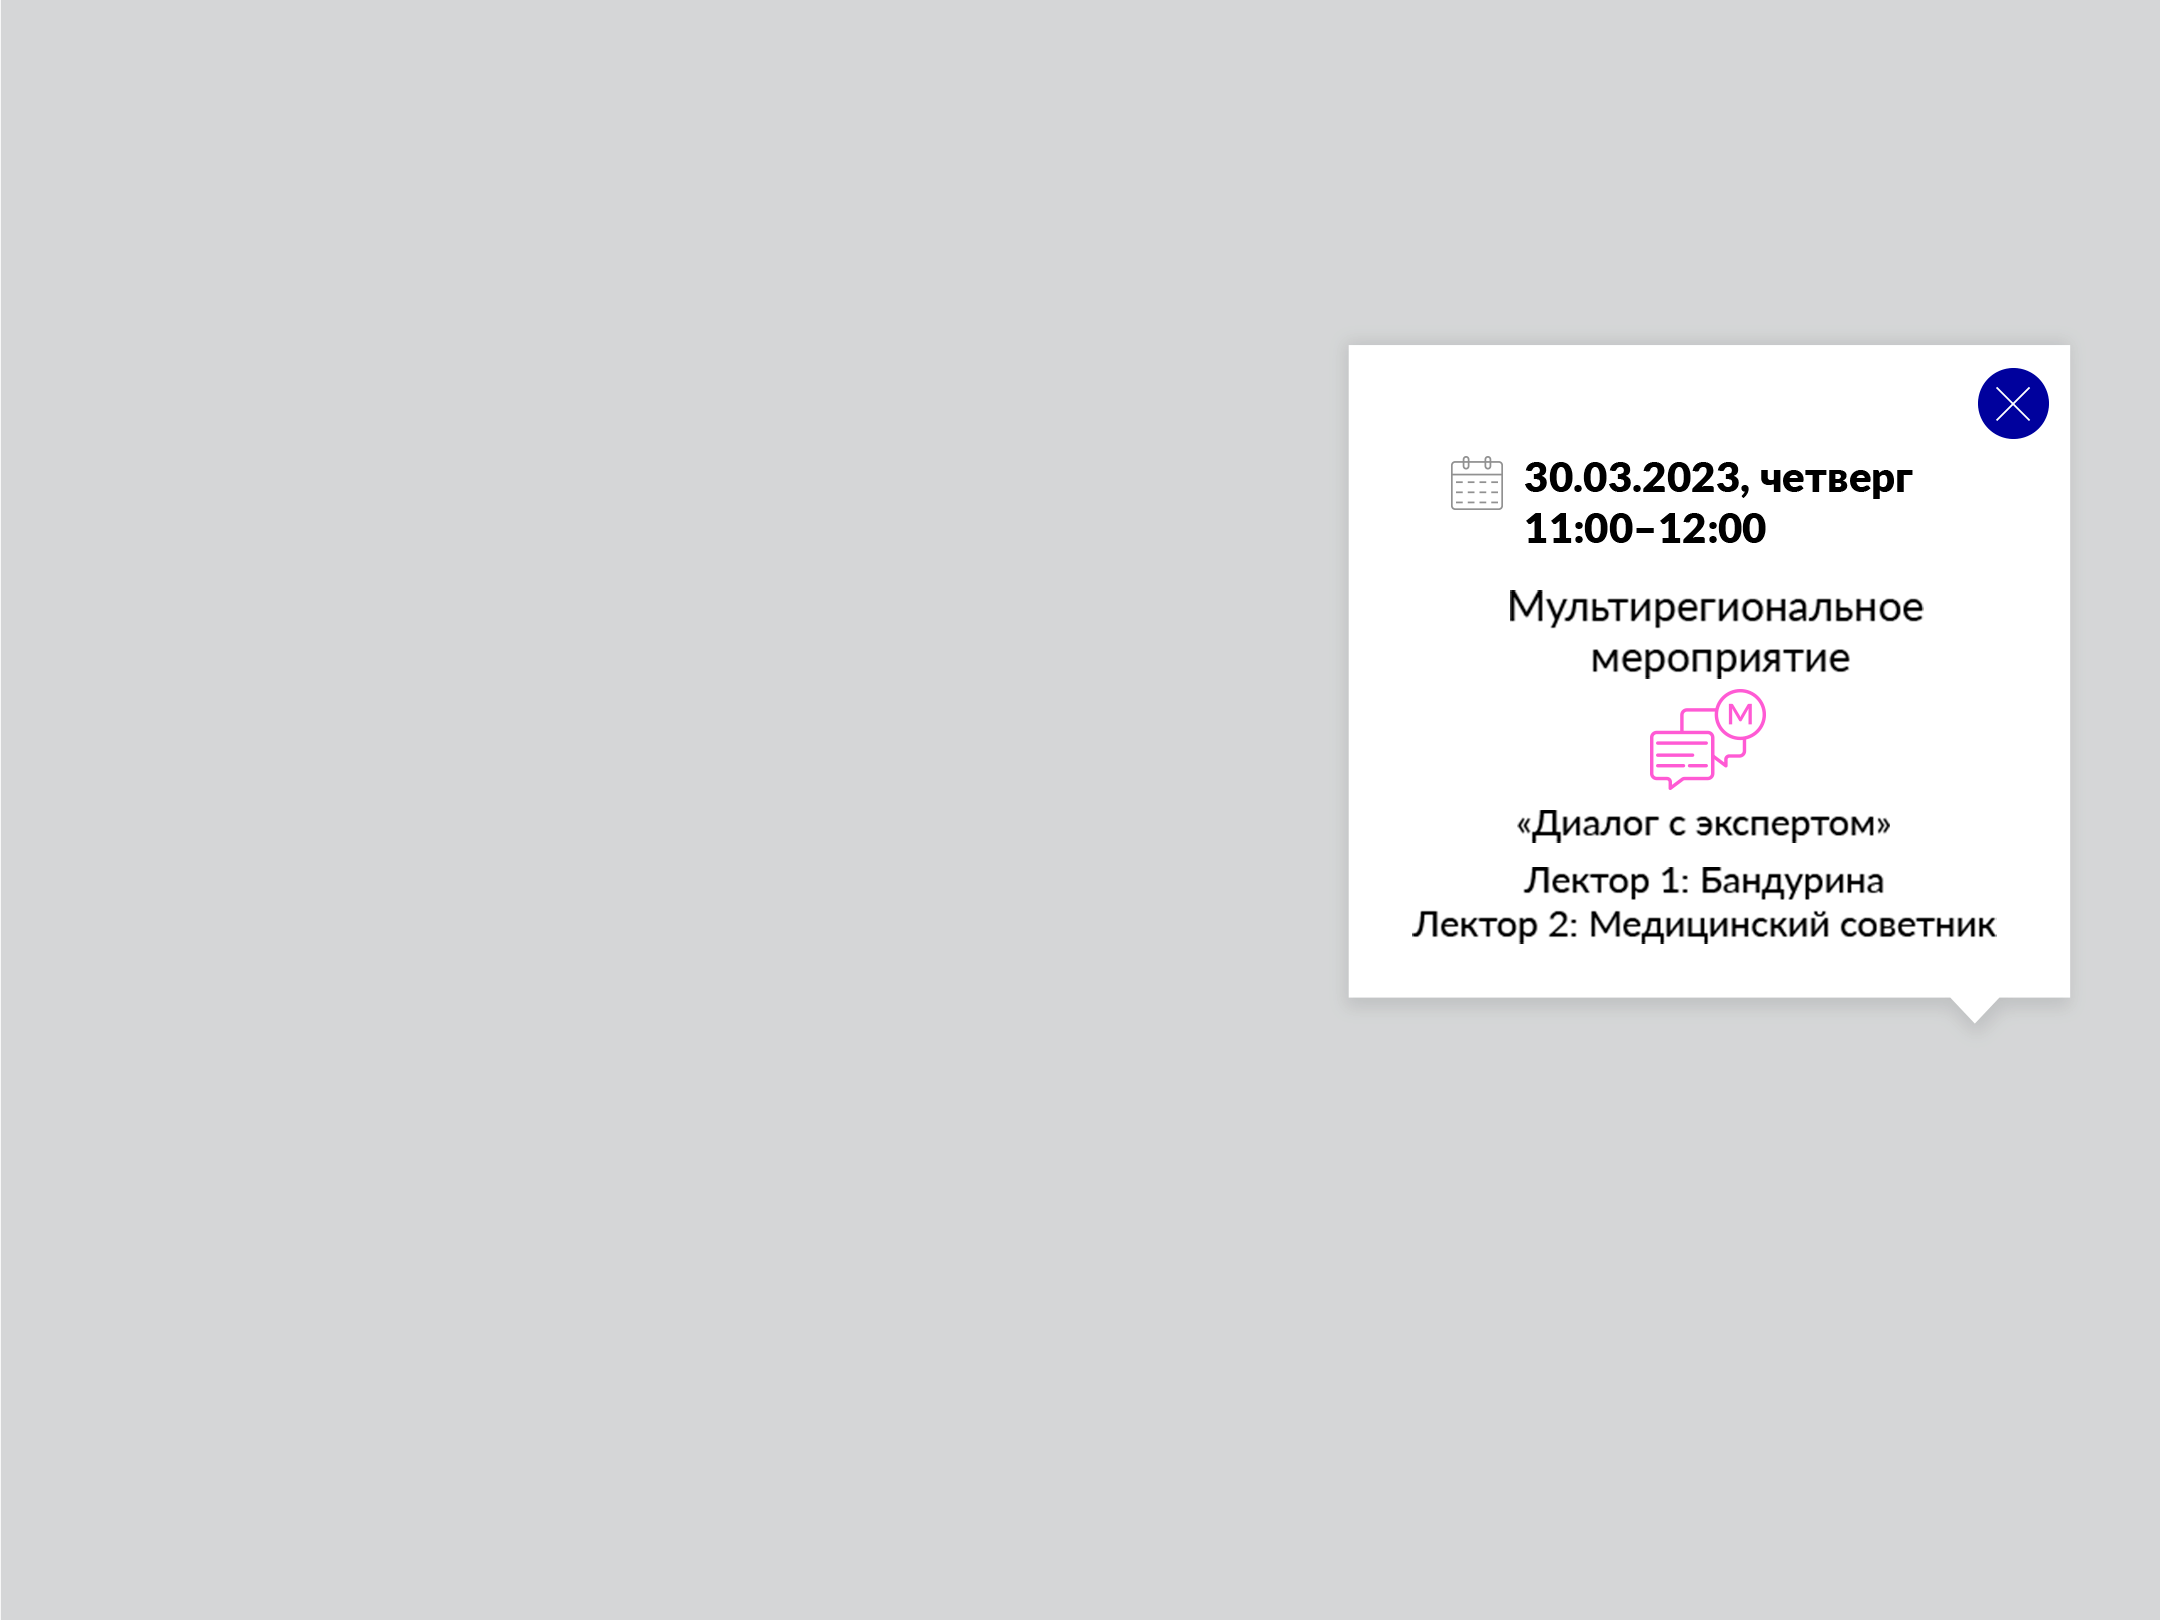 30.03.2023, четверг
11:00–12:00
Мультирегиональное
мероприятие
М
«Диалог с экспертом»
Лектор 1: Бандурина
Лектор 2: Медицинский советник